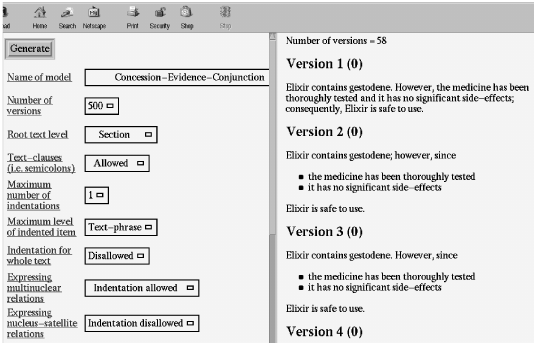 ad Home Search Netscape Print Security Shop Stop
Generate
Name of model Concession–Evidence–Conjunction
Number of
versions 500
Root text level Section
Text–clauses
(i.e. semicolons) Allowed
Maximum
number of
indentations 1
Maximum level
of indented item Text–phrase
Indentation for
whole text Disallowed
Expressing
multinuclear
relations Indentation allowed
Expressing
nucleus–satellite
relations Indentation disallowed
Number of versions = 58
Version 1 (0)
Elixir contains gestodene. However, the medicine has been
thoroughly tested and it has no significant side–effects;
consequently, Elixir is safe to use.
Version 2 (0)
Elixir contains gestodene; however, since
the medicine has been thoroughly tested
it has no significant side–effects
Elixir is safe to use.
Version 3 (0)
Elixir contains gestodene. However, since
the medicine has been thoroughly tested
it has no significant side–effects
Elixir is safe to use.
Version 4 (0)